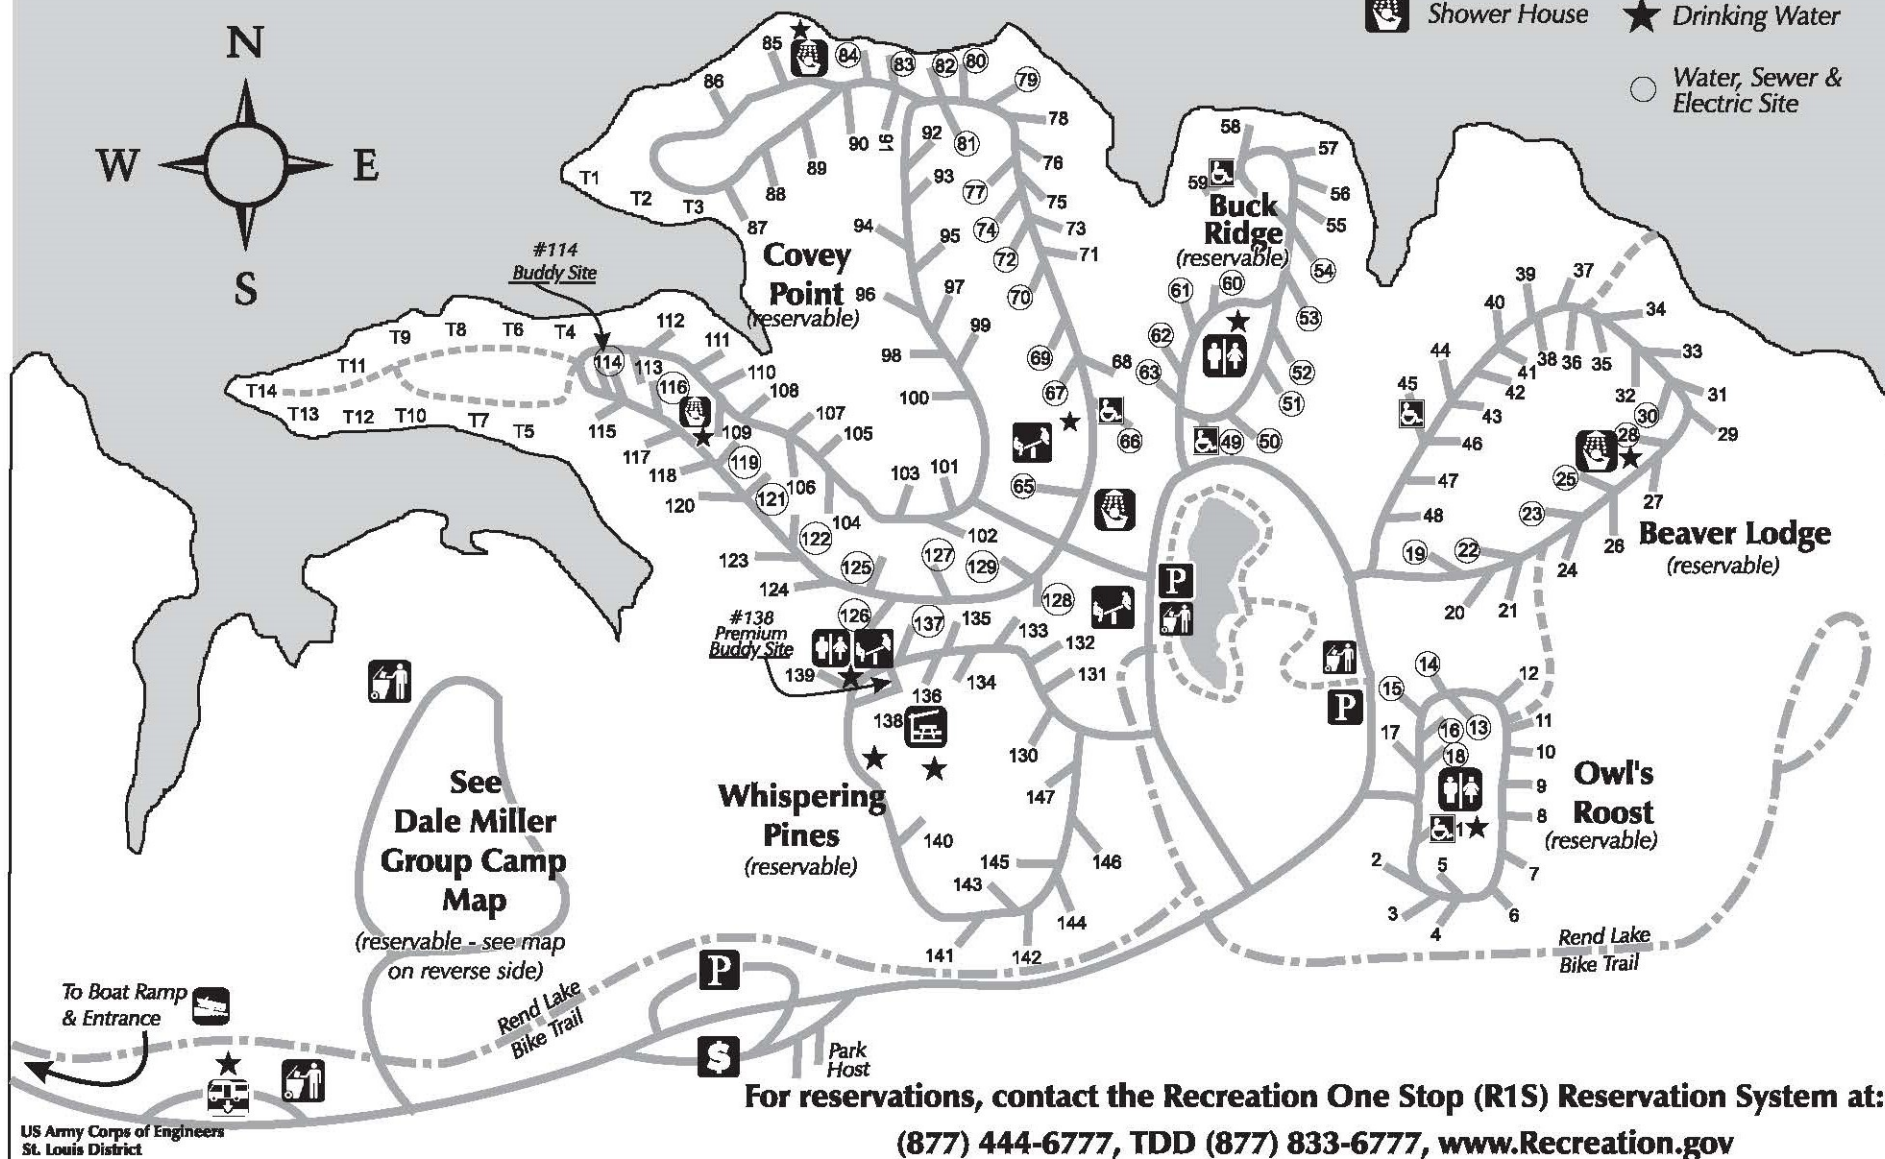 Shower House
Drinking Water
Water, Sewer &
Electric Site
N
W
E
S
85
84
83
82
80
79
86
78
90
91
92
81
76
89
93
77
75
T1
T2
T3
88
87
94
95
74
73
72
71
Covey
Point
(reservable)
96
97
70
99
98
69
68
100
67
66
103
101
65
102
58
57
59
56
55
Buck
Ridge
(reservable)
54
61
60
53
62
63
52
51
49
50
#114
Buddy Site
T9
T8
T6
T4
T11
T14
T13
T12
T10
T7
T5
112
111
114
113
110
116
108
107
109
105
115
117
119
118
106
121
120
104
122
123
125
127
129
124
126
128
39
37
40
34
38
36
35
33
44
41
42
32
31
45
43
30
29
46
28
25
47
27
48
23
26
19
22
24
20
21
Beaver Lodge
(reservable)
#138
Premium
Buddy Site
137
135
133
132
139
131
136
134
138
130
Whispering
Pines
(reservable)
147
140
145
146
143
144
141
142
P
P
14
12
15
11
17
16
13
10
18
9
8
1
2
5
7
3
4
6
Owl's
Roost
(reservable)
See
Dale Miller
Group Camp
Map
(reservable - see map
on reverse side)
Rend Lake
Bike Trail
Rend Lake
Bike Trail
To Boat Ramp
& Entrance
P
$
Park
Host
For reservations, contact the Recreation One Stop (R1S) Reservation System at:
(877) 444-6777, TDD (877) 833-6777, www.Recreation.gov
US Army Corps of Engineers
St. Louis District